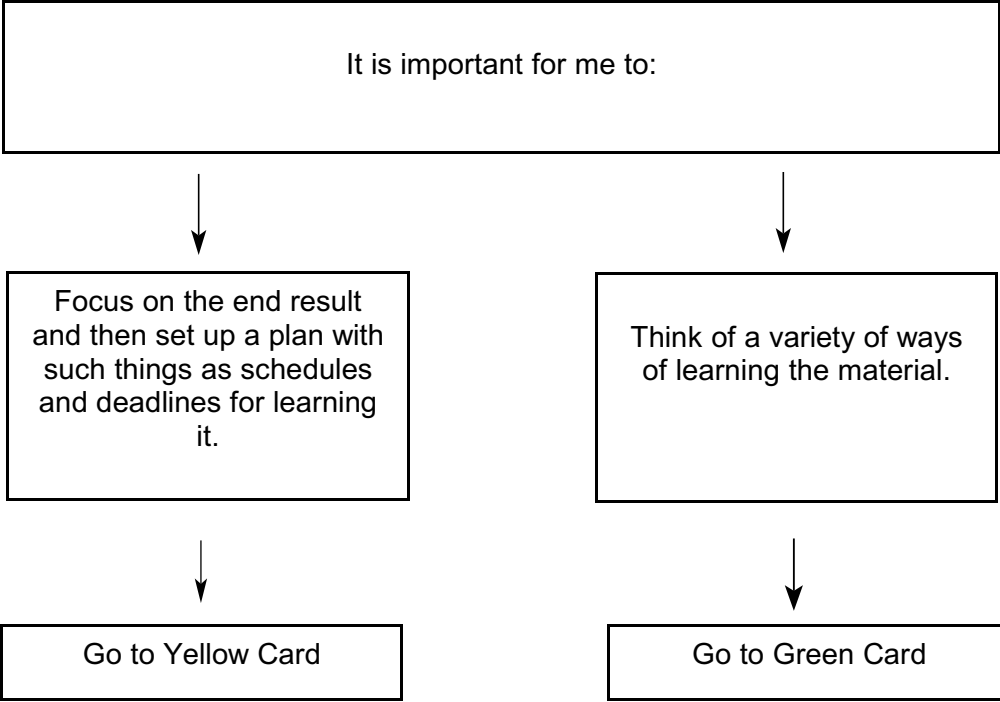 It is important for me to:
Focus on the end result
and then set up a plan with
such things as schedules
and deadlines for learning
it.
Think of a variety of ways
of learning the material.
Go to Yellow Card
Go to Green Card